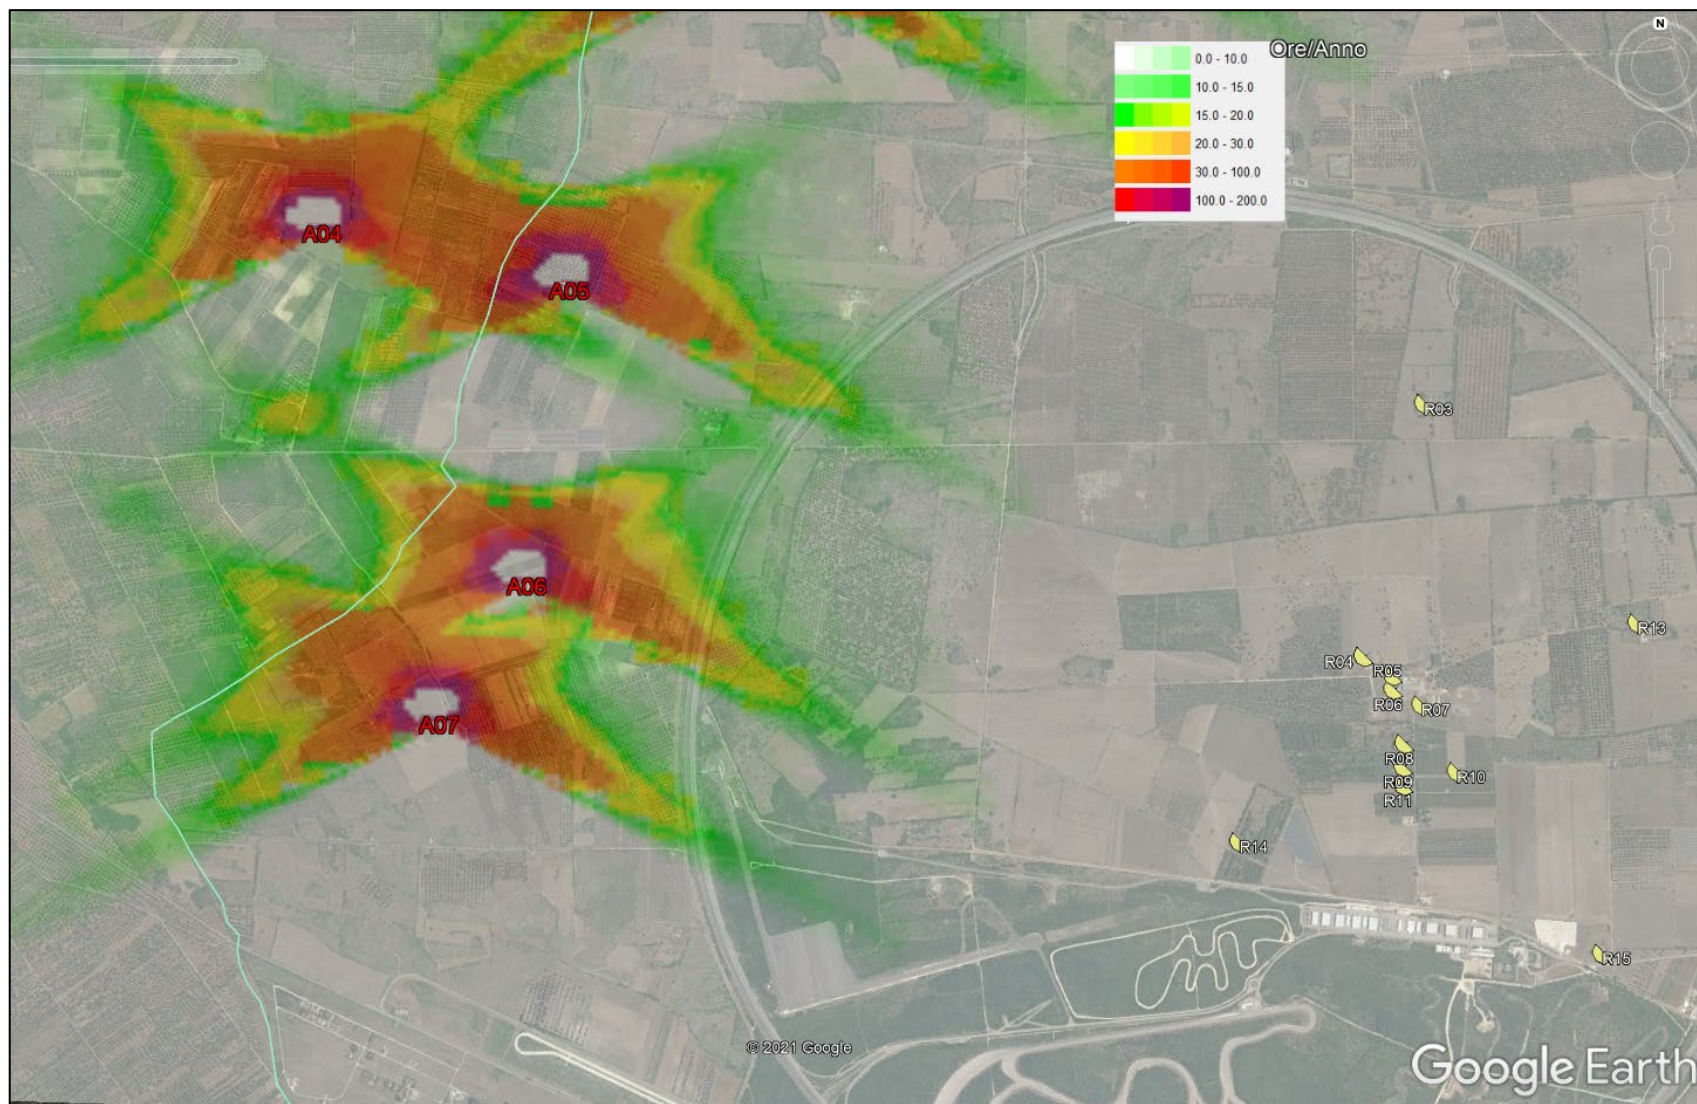 N
Ore/Anno
0.0 - 10.0
10.0 - 15.0
15.0 - 20.0
20.0 - 30.0
30.0 - 100.0
100.0 - 200.0
A04
A05
R03
A06
R13
R04
R05
R06
R07
A07
R08
R10
R09
R11
R14
R15
© 2021 Google
Google Earth